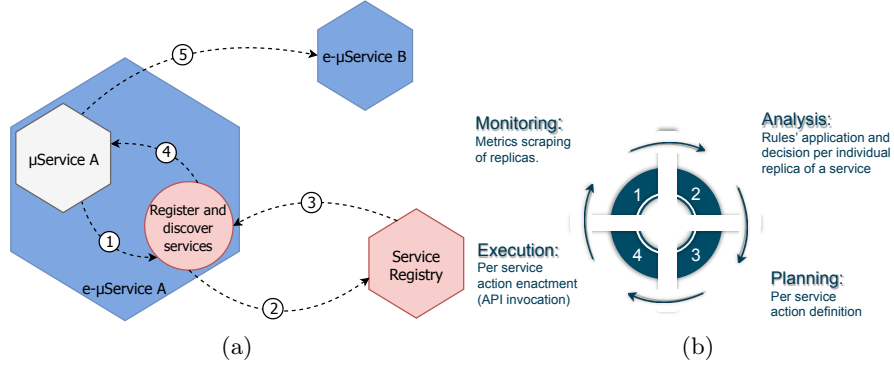 5
e-μService B
μService A
4
Register and
discover
services
1
e-μService A
3
Service
Registry
2
(a)
Monitoring:
Metrics scraping
of replicas.
Analysis:
Rules' application and
decision per individual
replica of a service
1
2
4
3
Execution:
Per service
action enactment
(API invocation)
Planning:
Per service
action definition
(b)